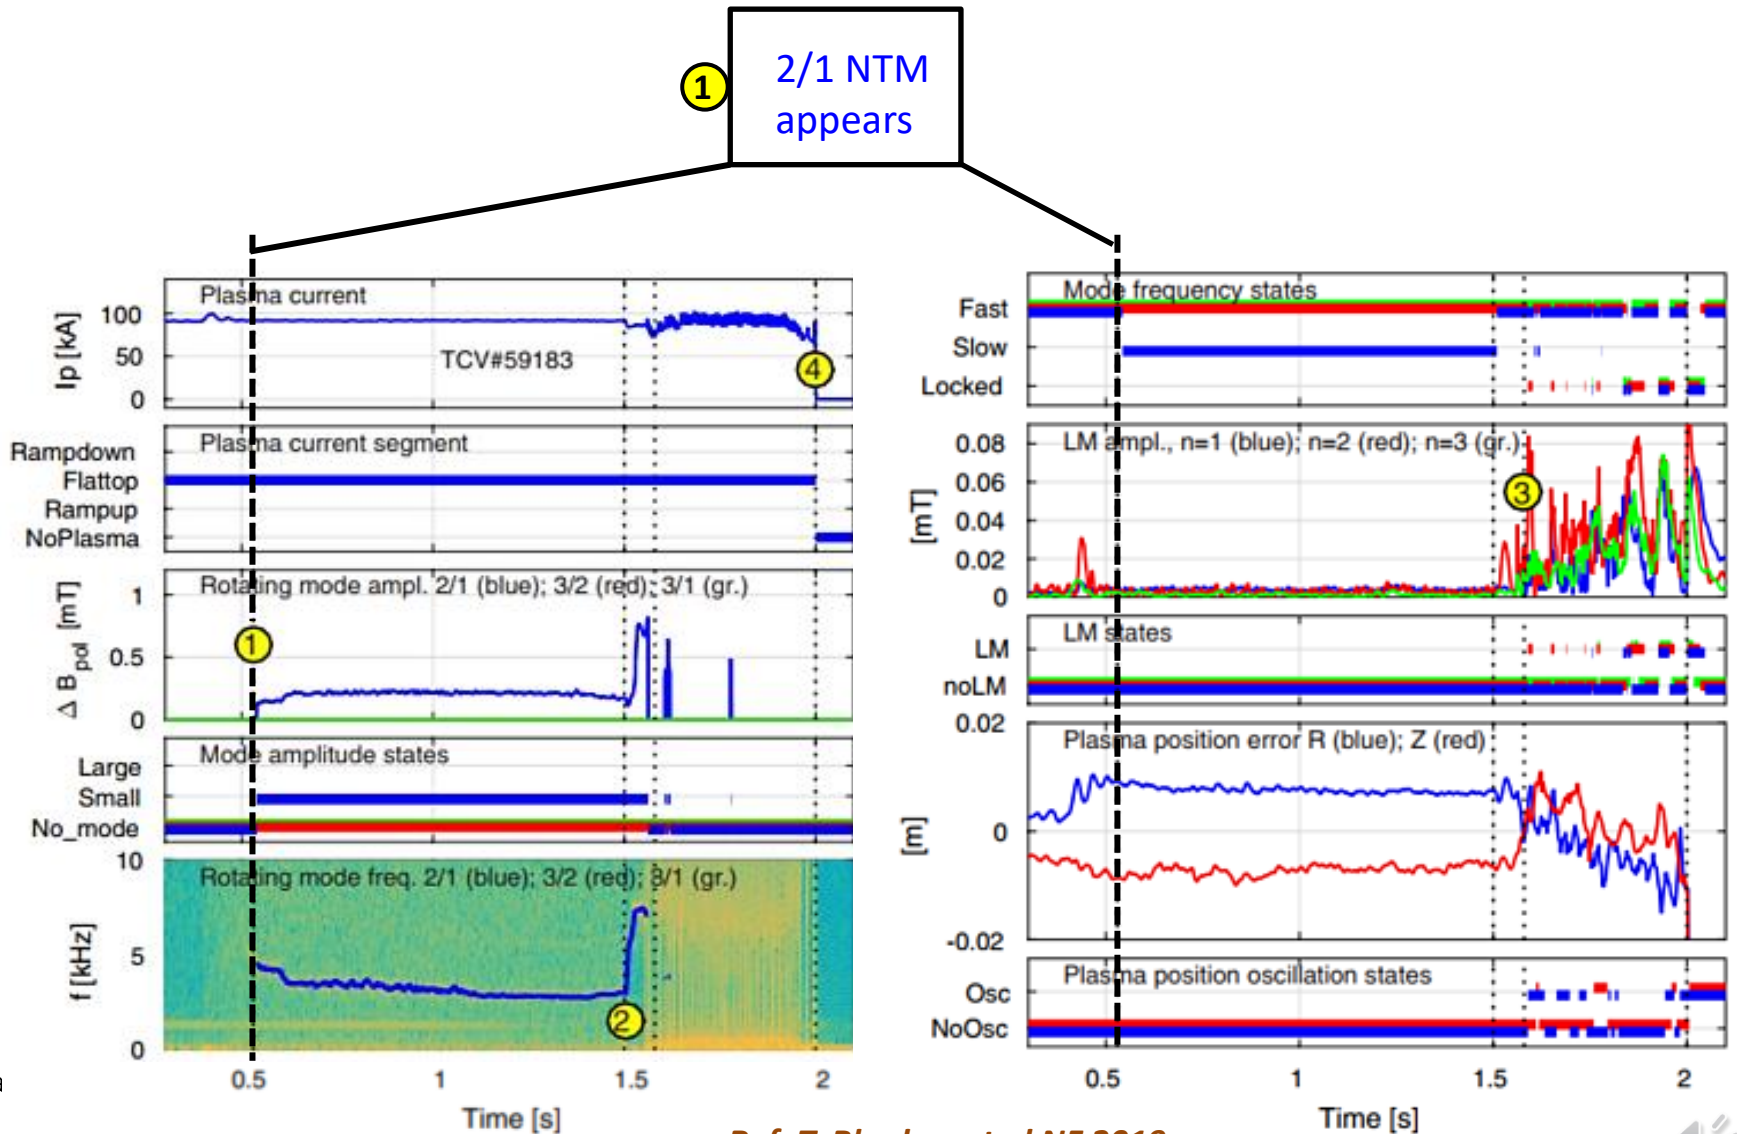 1
2/1 NTM
appears
Plasma current
Ip [kA]
100
50
0
TCV#59183
4
Plasma current segment
Rampdown
Flattop
Rampup
NoPlasma
Rotating mode ampl. 2/1 (blue); 3/2 (red); 3/1 (gr.)
Δ B pol [mT]
1
0.5
0
1
Mode amplitude states
Large
Small
No_mode
Rotating mode freq. 2/1 (blue); 3/2 (red); 3/1 (gr.)
f [kHz]
10
5
0
2
0.5
1
1.5
2
Time [s]
Mode frequency states
Fast
Slow
Locked
LM ampl., n=1 (blue); n=2 (red); n=3 (gr.)
[mT]
0.08
0.06
0.04
0.02
0
3
LM states
LM
noLM
Plasma position error R (blue); Z (red)
[m]
0.02
0
-0.02
Plasma position oscillation states
Osc
NoOsc
0.5
1
1.5
2
Time [s]